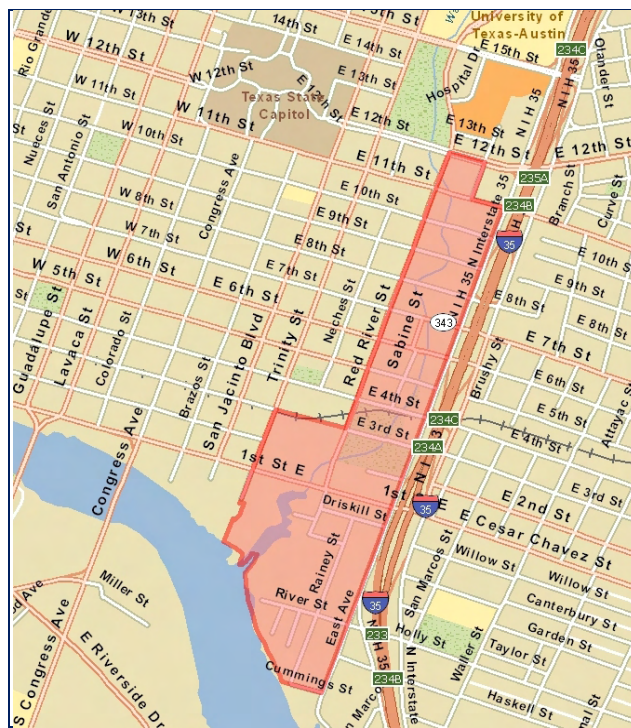 W 13th St
14th St
E 14th St
University of
Texas-Austin
E 15th St
234C
Olander St
Rio Grande
W 12th St
W 12th St
E 13th St
Hospital Dr
N I H 35
N I H 35
W 11th St
Texas State
Capitol
E 12th St
E 13th St
Nueces St
W 11th St
E 12th St
E 12th St
W 10th St
E 11th St
235A
San Antonio St
Congress Ave
E 10th St
234B
Branch St
Curve St
W 8th St
E 9th St
N Interstate 35
W 7th St
E 8th St
35
E 10th St
W 6th St
E 7th St
E 9th St
W 5th St
E 6th St
Neches St
Red River St
Sabine St
N I H 35
E 8th St
E 8th St
Guadalupe St
Lavaca St
Colorado St
Trinity St
343
E 7th St
San Jacinto Blvd
Brushy St
E 6th St
Brazos St
E 4th St
E 5th St
Attayac St
234C
E 3rd St
E 4th St
234A
Congress Ave
1st St E
N I
E 3rd St
1st
E
E 2nd St
Driskill St
35
E Cesar Chavez St
Rainey St
Willow St
Willow
Miller St
San Marcos St
Canterbury St
River St
35
East Ave
Garden St
E Riverside Dr
233
Holly St
Waller St
Taylor St
N I H 35
N Interstate
S Congress Ave
Cummings St
234B
Haskell St
San Marcos